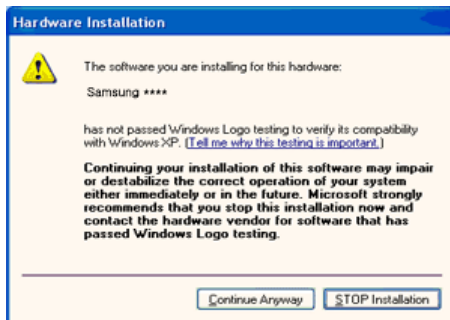 Hardware Installation
The software you are installing for this hardware:
Samsung ****
has not passed Windows Logo testing to verify its compatibility
with Windows XP. (Tell me why this testing is important.)
Continuing your installation of this software may impair
or destabilize the correct operation of your system
either immediately or in the future. Microsoft strongly
recommends that you stop this installation now and
contact the hardware vendor for software that has
passed Windows Logo testing.
Continue Anyway
STOP Installation